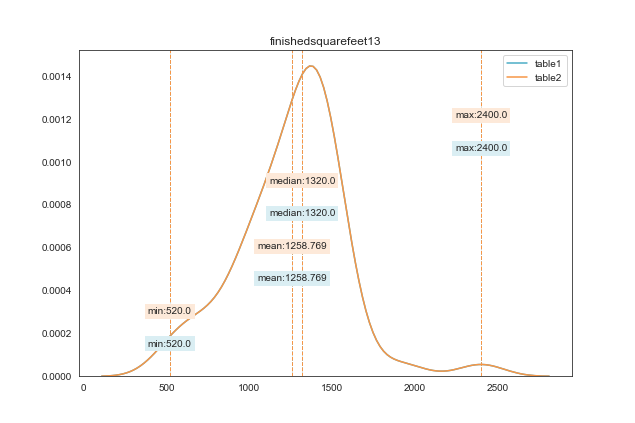 finishedsquarefeet13
table1
table2
0.0014
0.0012
0.0010
0.0008
0.0006
0.0004
0.0002
0.0000
max:2400.0
max:2400.0
median:1320.0
median:1320.0
mean:1258.769
mean:1258.769
min:520.0
min:520.0
0
500
1000
1500
2000
2500